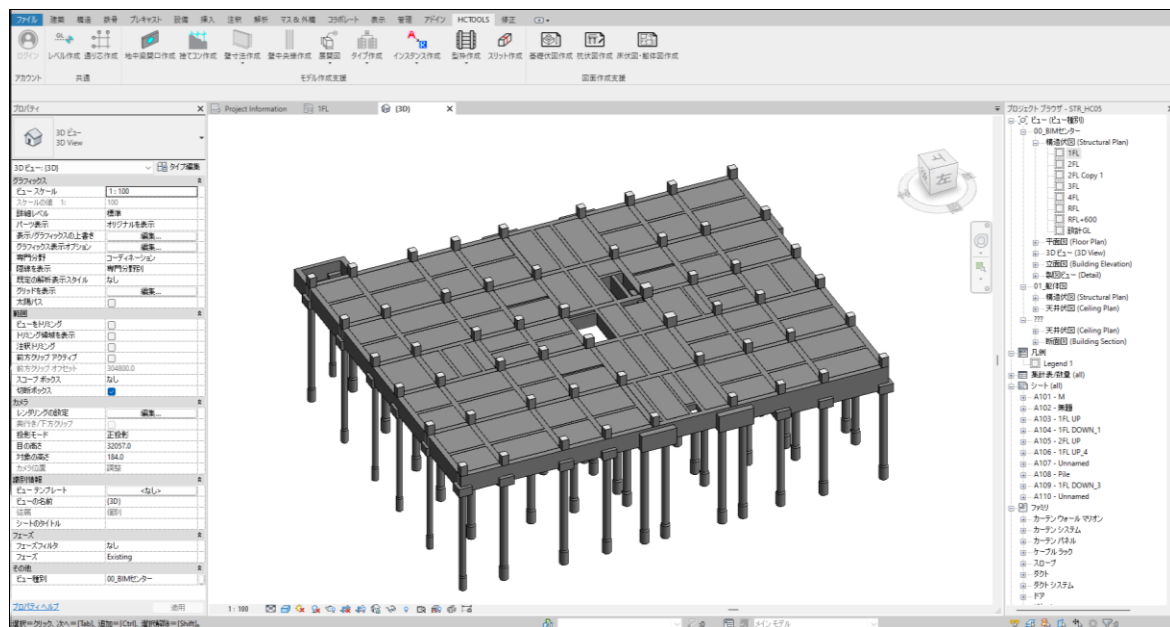 ファイル 建築 構造 鉄骨 プレキャスト 設備 挿入 注釈 解析 マス＆外構 コラボレート 表示 管理 アドイン HCTOOLS 修正
ログイン レベル作成 通り芯作成 地中梁開口作成 捨てコン作成 壁寸法作成 壁中央線作成 展開図 タイプ作成 インスタンス作成 型枠作成 スリット作成 基礎伏図作成 杭伏図作成 床伏図・躯体図作成
アカウント 共通 モデル作成支援 図面作成支援
プロパティ
Project Information 1FL {3D}
プロジェクト ブラウザ - STR_HC05
3D ビュー
3D View
3D ビュー: {3D} タイプ編集
グラフィックス
ビュー スケール 1 : 100
スケールの値 1: 100
詳細レベル 標準
パーツ表示 オリジナルを表示
表示/グラフィックスの上書き 編集...
グラフィックス表示オプション 編集...
専門分野 コーディネーション
隠線を表示 専門分野別
既定の解析表示スタイル なし
グリッドを表示 編集...
太陽パス
範囲
ビューをトリミング
トリミング領域を表示
注釈トリミング
前方クリップ アクティブ
前方クリップ オフセット 304800.0
スコープ ボックス なし
切断ボックス
カメラ
レンダリングの設定 編集...
奥行き/下方クリップ
投影モード 正投影
目の高さ 32057.0
対象の高さ 184.0
カメラ位置 調整
識別情報
ビュー テンプレート <なし>
ビューの名前 {3D}
従属 個別
シートのタイトル
フェーズ
フェーズフィルタ なし
フェーズ Existing
その他
ビュー種別 00_BIMセンター
プロパティヘルプ 適用
左
ビュー (ビュー種別)
00_BIMセンター
構造伏図 (Structural Plan)
1FL
2FL
2FL Copy 1
3FL
4FL
RFL
RFL+600
設計GL
平面図 (Floor Plan)
3D ビュー (3D View)
立面図 (Building Elevation)
製図ビュー (Detail)
01_躯体図
構造伏図 (Structural Plan)
天井伏図 (Ceiling Plan)
???
天井伏図 (Ceiling Plan)
断面図 (Building Section)
凡例
Legend 1
集計表/数量 (all)
シート (all)
A101 - M
A102 - 無題
A103 - 1FL UP
A104 - 1FL DOWN_1
A105 - 2FL UP
A106 - 1FL UP_4
A107 - Unnamed
A108 - Pile
A109 - 1FL DOWN_3
A110 - Unnamed
ファミリ
カーテン ウォール マリオン
カーテン システム
カーテン パネル
ケーブル ラック
スロープ
ダクト
ダクト システム
ドア
1 : 100
選択=クリック、次へ=[Tab]、追加=[Ctrl]、選択解除=[Shift]。
:0 メイン モデル :0